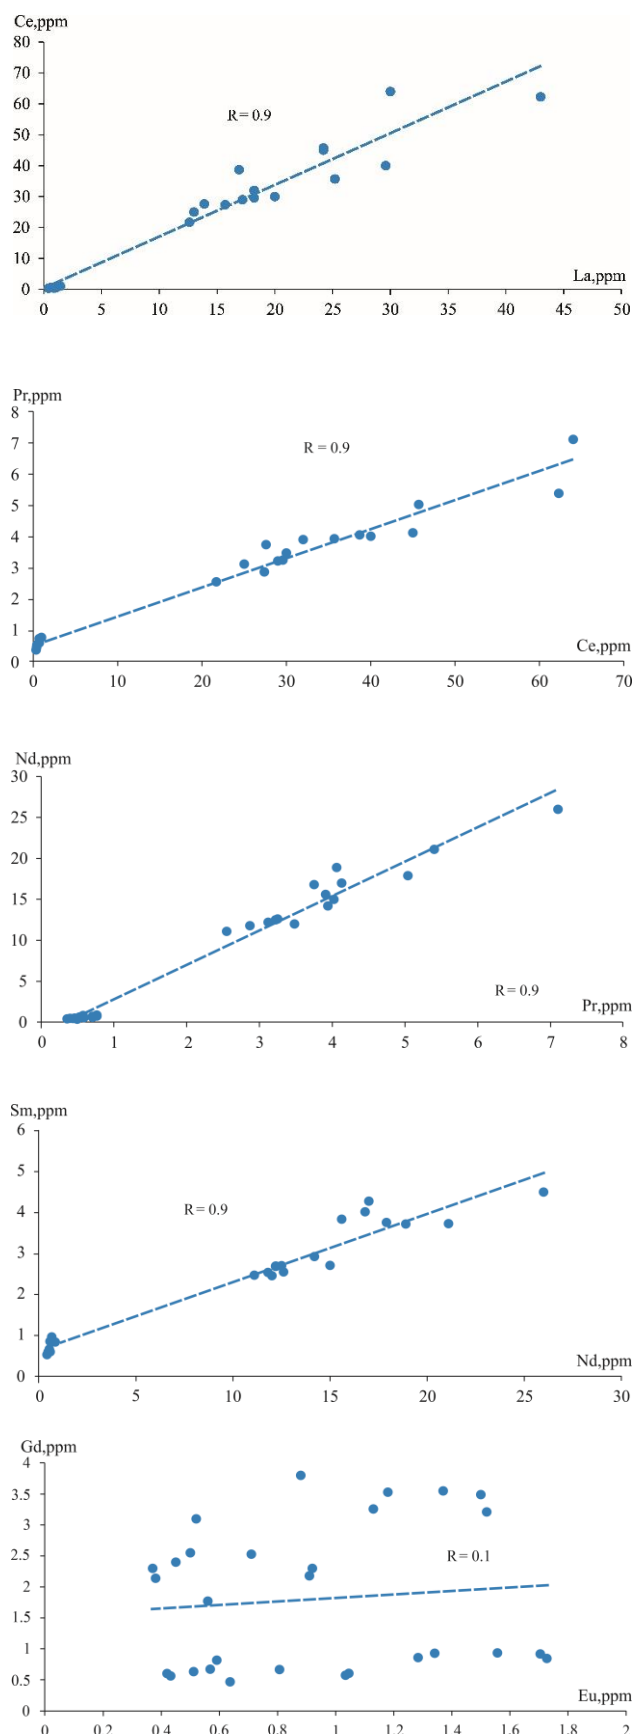 Ce,ppm
80
70
60
50
40
30
20
10
0
R= 0.9
La,ppm
0 5 10 15 20 25 30 35 40 45 50
Pr,ppm
8
7
6
5
4
3
2
1
0
R = 0.9
Ce,ppm
0 10 20 30 40 50 60 70
Nd,ppm
30
25
20
15
10
5
0
R = 0.9
Pr,ppm
0 1 2 3 4 5 6 7 8
Sm,ppm
6
5
4
3
2
1
0
R = 0.9
Nd,ppm
0 5 10 15 20 25 30
Gd,ppm
4
3.5
3
2.5
2
1.5
1
0.5
0
R = 0.1
Eu,ppm
0 0.2 0.4 0.6 0.8 1 1.2 1.4 1.6 1.8 2